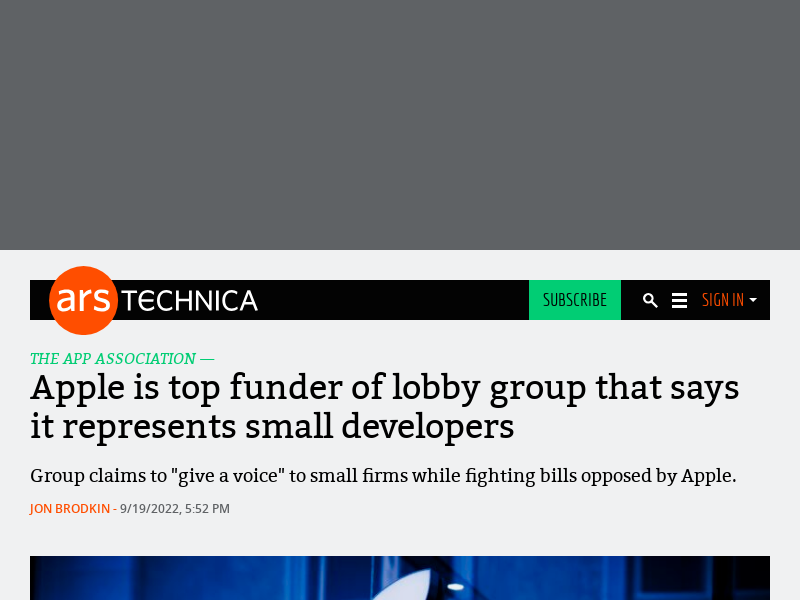 ars TECHNICA
SUBSCRIBE
SIGN IN
THE APP ASSOCIATION —
Apple is top funder of lobby group that says
it represents small developers
Group claims to "give a voice" to small firms while fighting bills opposed by Apple.
JON BRODKIN - 9/19/2022, 5:52 PM